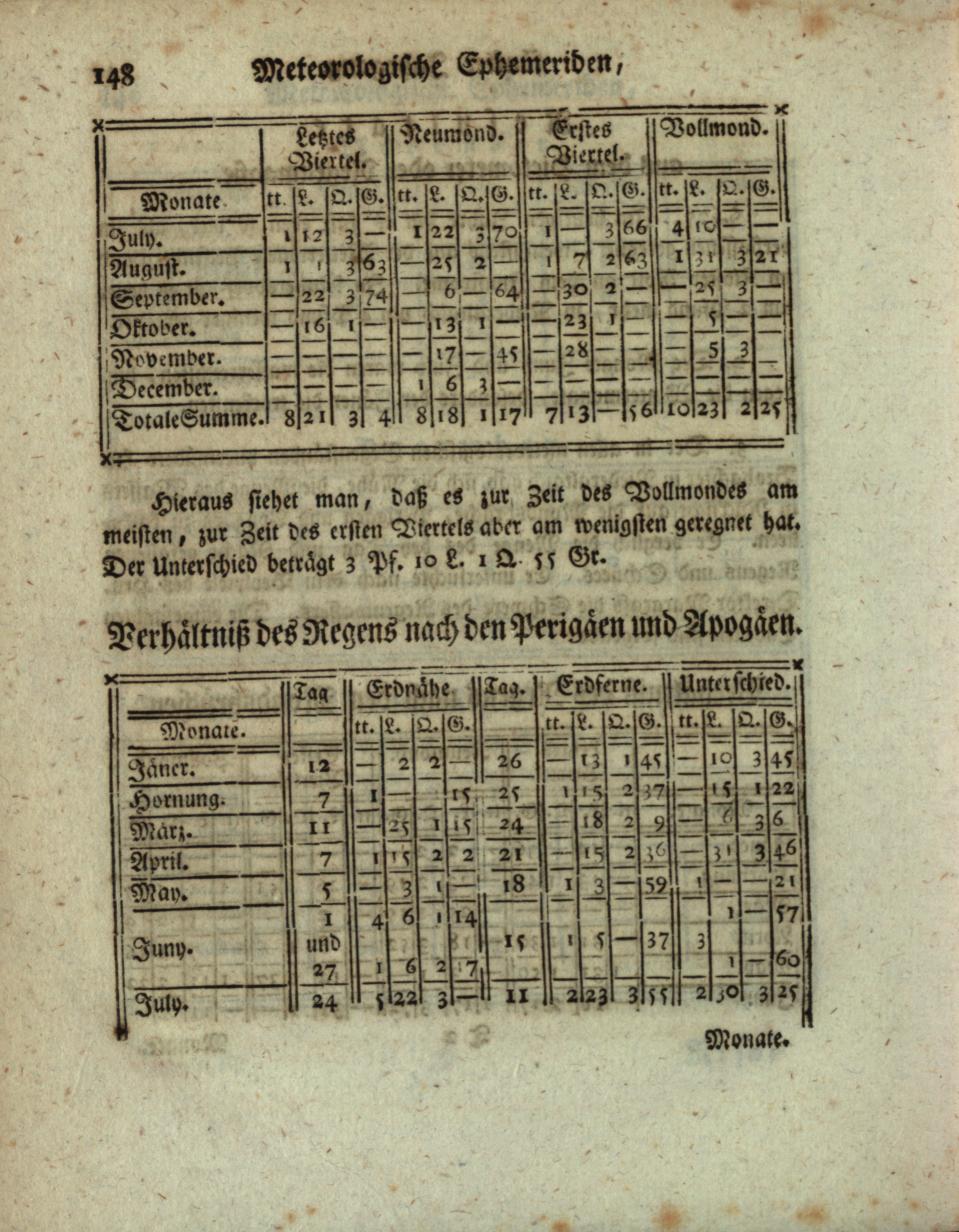 148 Meteorologische Ephemeriden,
Letztes Viertel. Neumond. Erstes Viertel. Vollmond.
Monate. tt. L. Q. G. tt. L. Q. G. tt. L. Q. G. tt. L. Q. G.
July. 1 12 3 — 1 22 3 70 1 — 3 66 4 10 — —
August. 1 1 3 63 — 25 2 — 1 7 2 63 1 31 3 21
September. — 22 3 74 — 6 — 64 — 30 2 — — 25 3 —
Oktober. — 16 1 — — 13 1 — — 23 1 — — 5 — —
November. — — — — — 17 — 45 — 28 — — — 5 3 —
December. — — — — 1 6 3 — — — — — — — — —
Totale Summe. 8 21 3 4 8 18 1 17 7 13 — 56 10 23 2 25
Hieraus siehet man, daß es zur Zeit des Vollmondes am
meisten, zur Zeit des ersten Viertels aber am wenigsten geregnet hat.
Der Unterschied beträgt 3 Pf. 10 L. 1 Q. 55 Gr.
Verhältniß des Regens nach den Perigäen und Apogäen.
Tag Erdnähe Tag. Erdferne. Unterschied.
Monate. tt. L. Q. G. tt. L. Q. G. tt. L. Q. G.
Jäner. 12 — 2 2 — 26 — 13 1 45 — 10 3 45
Hornung. 7 1 — 15 25 1 15 2 37 — 15 1 22
März. 11 — 25 1 15 24 — 18 2 9 — 6 3 6
April. 7 1 15 2 2 21 — 15 2 36 — 31 3 46
May. 5 — 3 1 — 18 1 3 — 59 1 — — 21
1 4 6 1 14 1 — 57
Juny. und 15 1 5 — 37 3
27 1 6 2 17 1 — 60
July. 24 5 22 3 — 11 2 23 3 55 2 30 3 25
Monate.